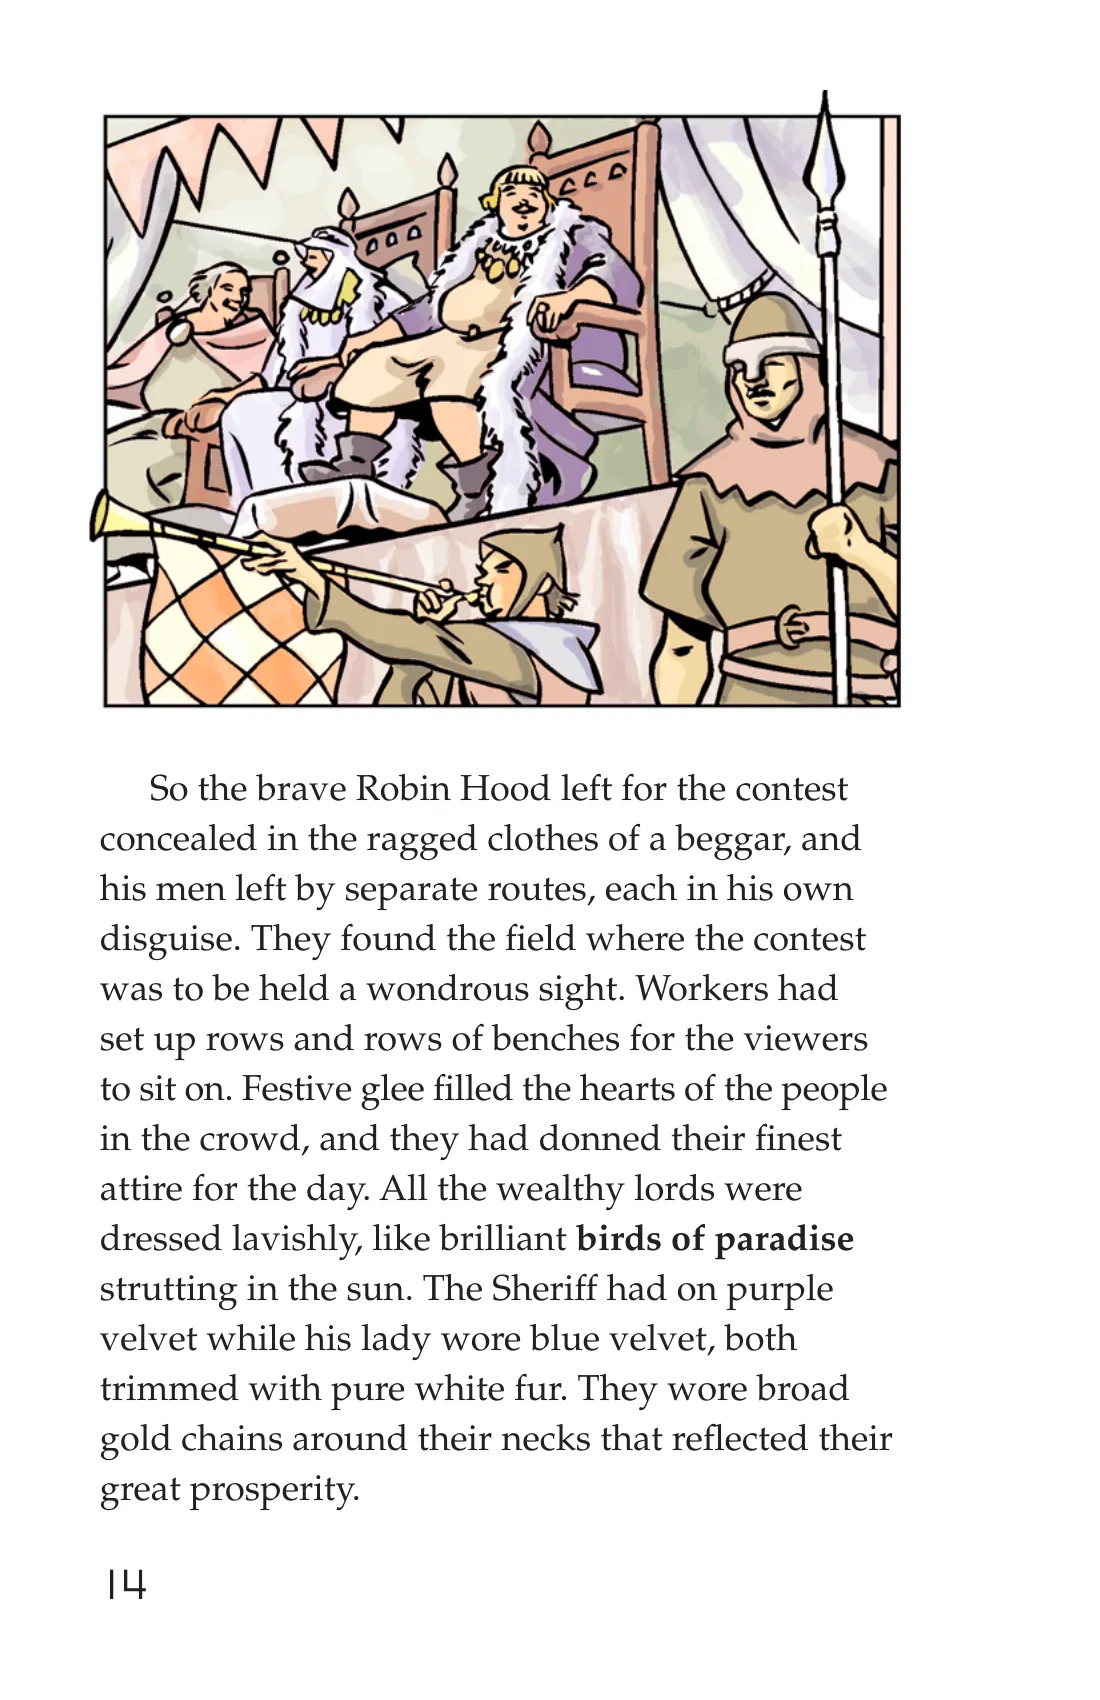 So the brave Robin Hood left for the contest
concealed in the ragged clothes of a beggar, and
his men left by separate routes, each in his own
disguise. They found the field where the contest
was to be held a wondrous sight. Workers had
set up rows and rows of benches for the viewers
to sit on. Festive glee filled the hearts of the people
in the crowd, and they had donned their finest
attire for the day. All the wealthy lords were
dressed lavishly, like brilliant birds of paradise
strutting in the sun. The Sheriff had on purple
velvet while his lady wore blue velvet, both
trimmed with pure white fur. They wore broad
gold chains around their necks that reflected their
great prosperity.
14